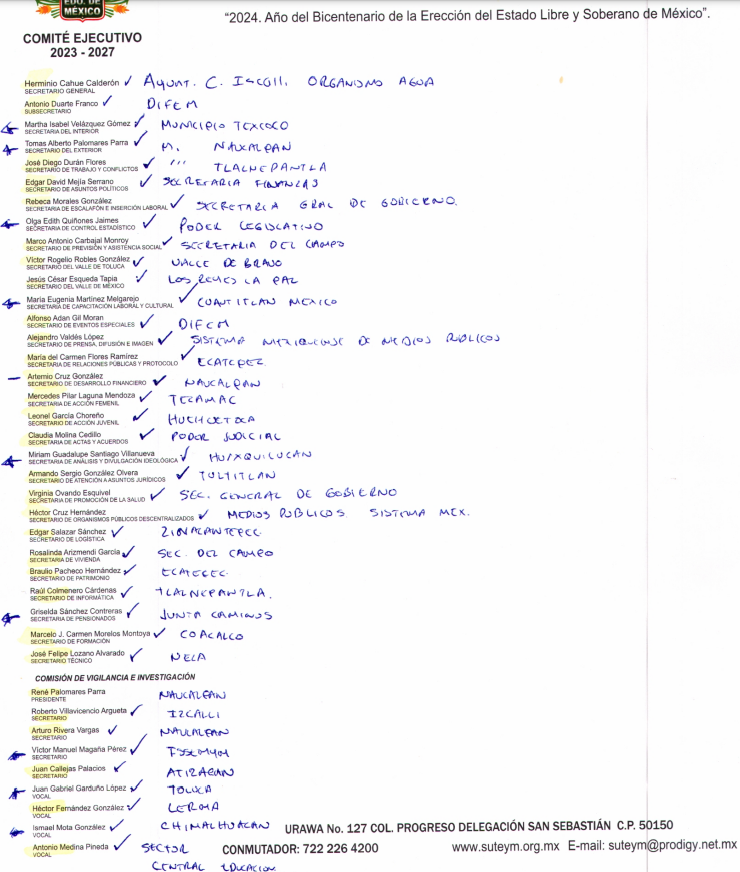 EDO. DE
MÉXICO
"2024. Año del Bicentenario de la Erección del Estado Libre y Soberano de México".
COMITÉ EJECUTIVO
2023 - 2027
Herminio Cahue Calderón ✓ AYUNT. C. IZCALLI. ORGANISMO AGUA
SECRETARIO GENERAL
Antonio Duarte Franco ✓ DIFEM
SUBSECRETARIO
Martha Isabel Velázquez Gómez ✓ MUNICIPIO TEXCOCO
SECRETARIA DEL INTERIOR
Tomas Alberto Palomares Parra ✓ M. NAUCALPAN
SECRETARIO DEL EXTERIOR
José Diego Durán Flores ✓ ''' TLALNEPANTLA
SECRETARIO DE TRABAJO Y CONFLICTOS
Edgar David Mejía Serrano ✓ SECRETARIA FINANZAS
SECRETARIO DE ASUNTOS POLÍTICOS
Rebeca Morales González ✓ SECRETARIA GRAL DE GOBIERNO.
SECRETARIA DE ESCALAFÓN E INSERCIÓN LABORAL
Olga Edith Quiñones Jaimes ✓ PODER LEGISLATIVO
SECRETARIA DE CONTROL ESTADÍSTICO
Marco Antonio Carbajal Monroy ✓ SECRETARIA DEL CAMPO
SECRETARIO DE PREVISIÓN Y ASISTENCIA SOCIAL
Víctor Rogelio Robles González ✓ VALLE DE BRAVO
SECRETARIO DEL VALLE DE TOLUCA
Jesús César Esqueda Tapia ✓ LOS REYES LA PAZ
SECRETARIO DEL VALLE DE MÉXICO
María Eugenia Martínez Melgarejo ✓ CUAUTITLAN MEXICO
SECRETARIA DE CAPACITACIÓN LABORAL Y CULTURAL
Alfonso Adan Gil Moran ✓ DIFEM
SECRETARIO DE EVENTOS ESPECIALES
Alejandro Valdés López ✓ SISTEMA MEXIQUENSE DE MEDIOS PUBLICOS
SECRETARIO DE PRENSA, DIFUSIÓN E IMAGEN
María del Carmen Flores Ramírez ✓ ECATEPEC
SECRETARIA DE RELACIONES PÚBLICAS Y PROTOCOLO
Artemio Cruz González ✓ NAUCALPAN
SECRETARIO DE DESARROLLO FINANCIERO
Mercedes Pilar Laguna Mendoza ✓ TECAMAC
SECRETARIA DE ACCIÓN FEMENIL
Leonel García Choreño ✓ HUEHUETOCA
SECRETARIO DE ACCIÓN JUVENIL
Claudia Molina Cedillo ✓ PODER JUDICIAL
SECRETARIA DE ACTAS Y ACUERDOS
Miriam Guadalupe Santiago Villanueva ✓ HUIXQUILUCAN
SECRETARIA DE ANÁLISIS Y DIVULGACIÓN IDEOLÓGICA
Armando Sergio González Olvera ✓ TULTITLAN
SECRETARIO DE ATENCIÓN A ASUNTOS JURÍDICOS
Virginia Ovando Esquivel ✓ SEC. GENERAL DE GOBIERNO
SECRETARIA DE PROMOCIÓN DE LA SALUD
Héctor Cruz Hernández ✓ MEDIOS PUBLICOS SISTEMA MEX.
SECRETARIO DE ORGANISMOS PÚBLICOS DESCENTRALIZADOS
Edgar Salazar Sánchez ✓ ZINACANTEPEC
SECRETARIO DE LOGÍSTICA
Rosalinda Arizmendi García ✓ SEC. DEL CAMPO
SECRETARIA DE VIVIENDA
Braulio Pacheco Hernández ✓ ECATEPEC
SECRETARIO DE PATRIMONIO
Raúl Colmenero Cárdenas ✓ TLALNEPANTLA.
SECRETARIO DE INFORMÁTICA
Griselda Sánchez Contreras ✓ JUNTA CAMINOS
SECRETARIA DE PENSIONADOS
Marcelo J. Carmen Morelos Montoya ✓ COACALCO
SECRETARIO DE FORMACIÓN
José Felipe Lozano Alvarado ✓
SECRETARIO TÉCNICO
COMISIÓN DE VIGILANCIA E INVESTIGACIÓN
René Palomares Parra NAUCALPAN
PRESIDENTE
Roberto Villavicencio Argueta IZCALLI
SECRETARIO
Arturo Rivera Vargas ✓ NAUCALPAN
SECRETARIO
Víctor Manuel Magaña Pérez ✓ ISSEMYM
SECRETARIO
Juan Callejas Palacios ✓ ATIZAPAN
SECRETARIO
Juan Gabriel Garduño López ✓ TOLUCA
VOCAL
Héctor Fernández González ✓ LERMA
VOCAL
Ismael Mota González ✓ CHIMALHUACAN
VOCAL
Antonio Medina Pineda ✓ SECTOR
VOCAL
CENTRAL EDUCACION
URAWA No. 127 COL. PROGRESO DELEGACIÓN SAN SEBASTIÁN C.P. 50150
CONMUTADOR: 722 226 4200 www.suteym.org.mx E-mail: suteym@prodigy.net.mx